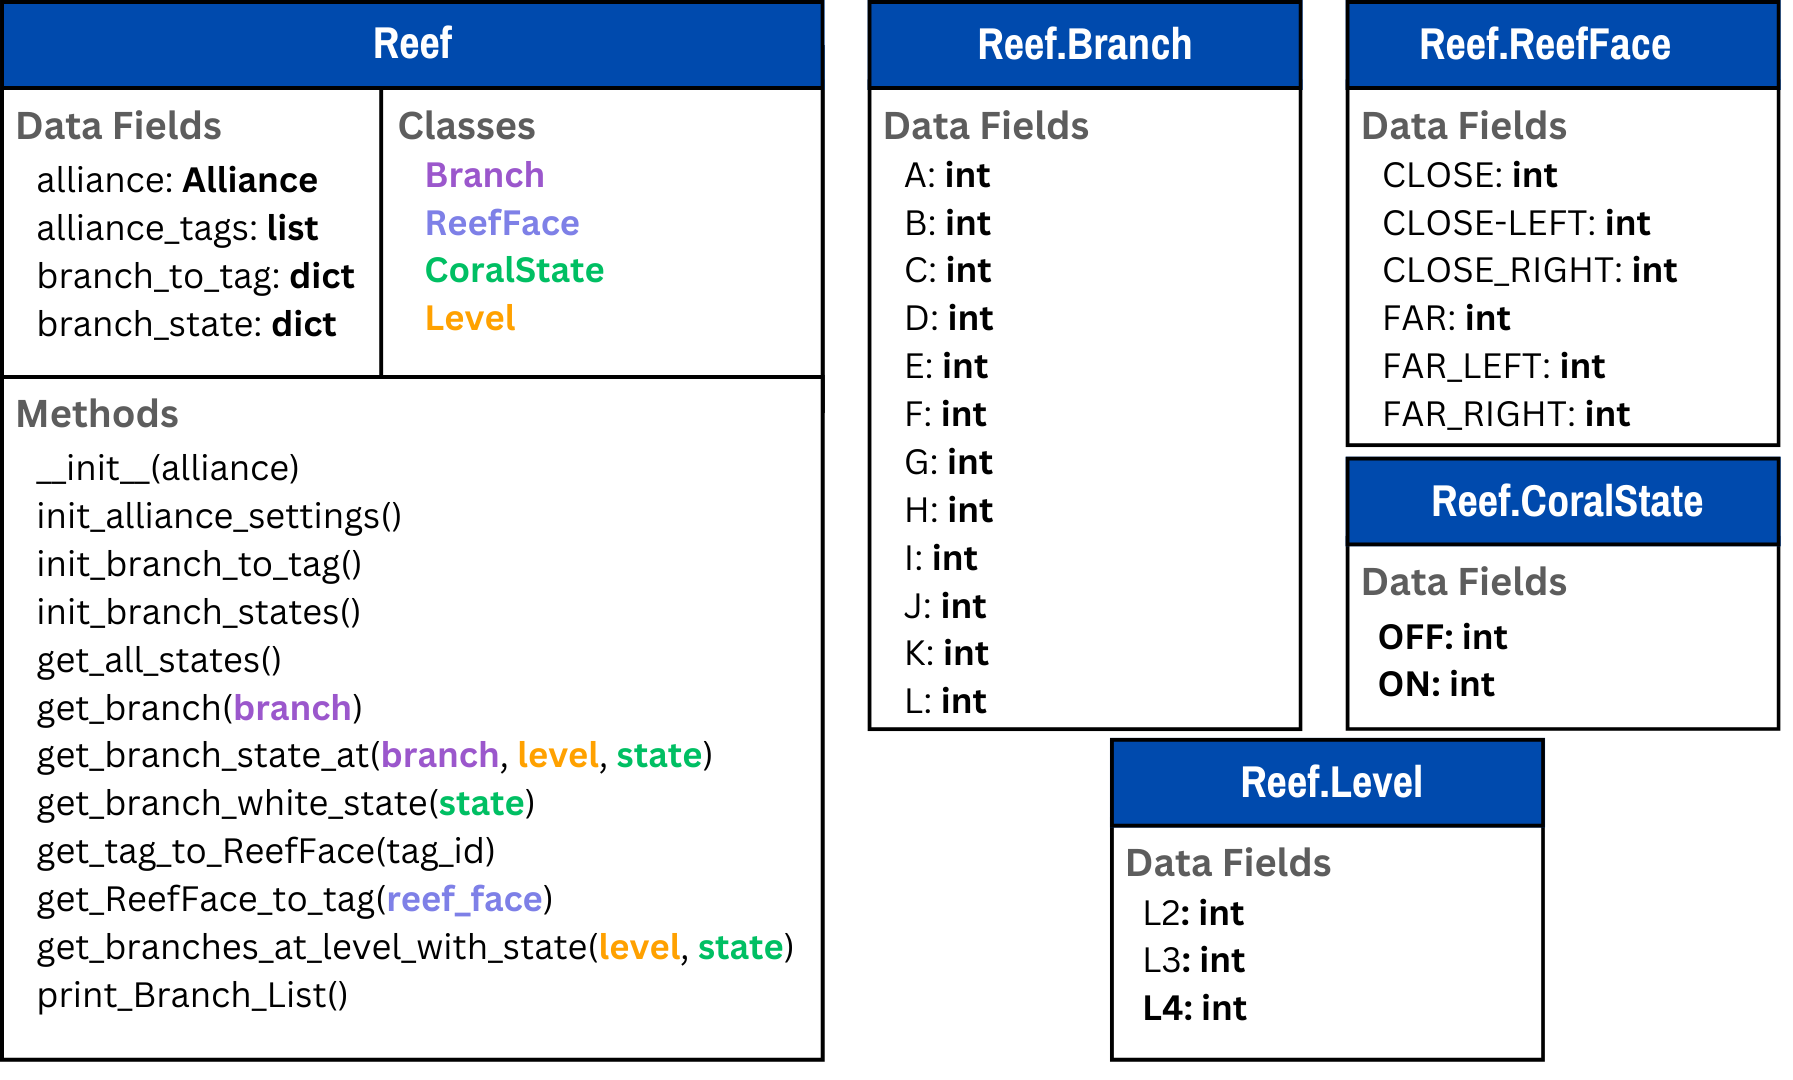 Reef
Data Fields
alliance: Alliance
alliance_tags: list
branch_to_tag: dict
branch_state: dict
Classes
Branch
ReefFace
CoralState
Level
Methods
__init__(alliance)
init_alliance_settings()
init_branch_to_tag()
init_branch_states()
get_all_states()
get_branch(branch)
get_branch_state_at(branch, level, state)
get_branch_white_state(state)
get_tag_to_ReefFace(tag_id)
get_ReefFace_to_tag(reef_face)
get_branches_at_level_with_state(level, state)
print_Branch_List()
Reef.Branch
Data Fields
A: int
B: int
C: int
D: int
E: int
F: int
G: int
H: int
I: int
J: int
K: int
L: int
Reef.ReefFace
Data Fields
CLOSE: int
CLOSE-LEFT: int
CLOSE_RIGHT: int
FAR: int
FAR_LEFT: int
FAR_RIGHT: int
Reef.CoralState
Data Fields
OFF: int
ON: int
Reef.Level
Data Fields
L2: int
L3: int
L4: int